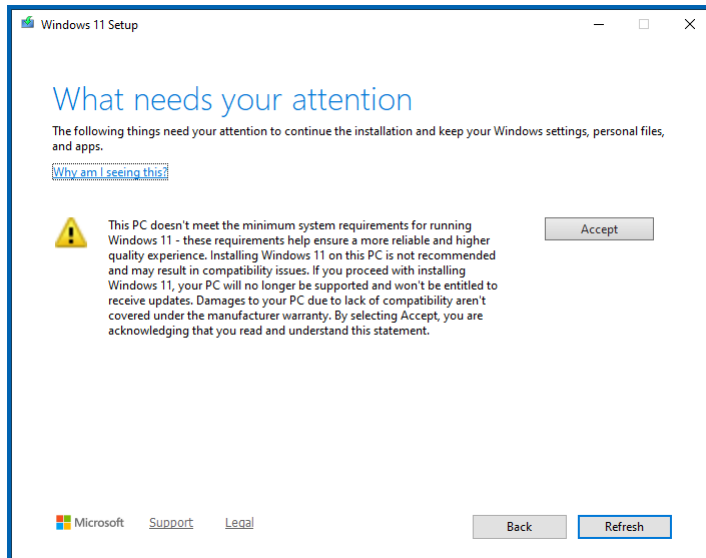 Windows 11 Setup
What needs your attention
The following things need your attention to continue the installation and keep your Windows settings, personal files,
and apps.
Why am I seeing this?
This PC doesn't meet the minimum system requirements for running
Windows 11 - these requirements help ensure a more reliable and higher
quality experience. Installing Windows 11 on this PC is not recommended
and may result in compatibility issues. If you proceed with installing
Windows 11, your PC will no longer be supported and won't be entitled to
receive updates. Damages to your PC due to lack of compatibility aren't
covered under the manufacturer warranty. By selecting Accept, you are
acknowledging that you read and understand this statement.
Accept
Microsoft Support Legal
Back Refresh